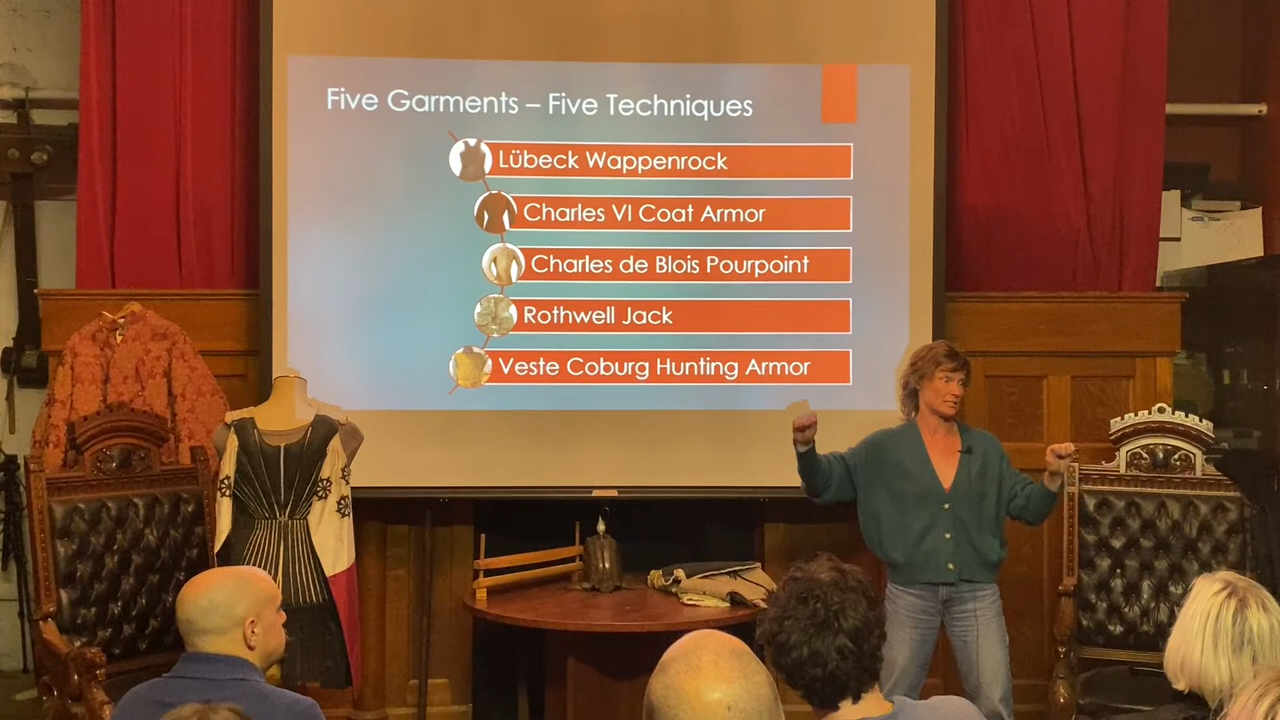 Five Garments – Five Techniques
Lübeck Wappenrock
Charles VI Coat Armor
Charles de Blois Pourpoint
Rothwell Jack
Veste Coburg Hunting Armor